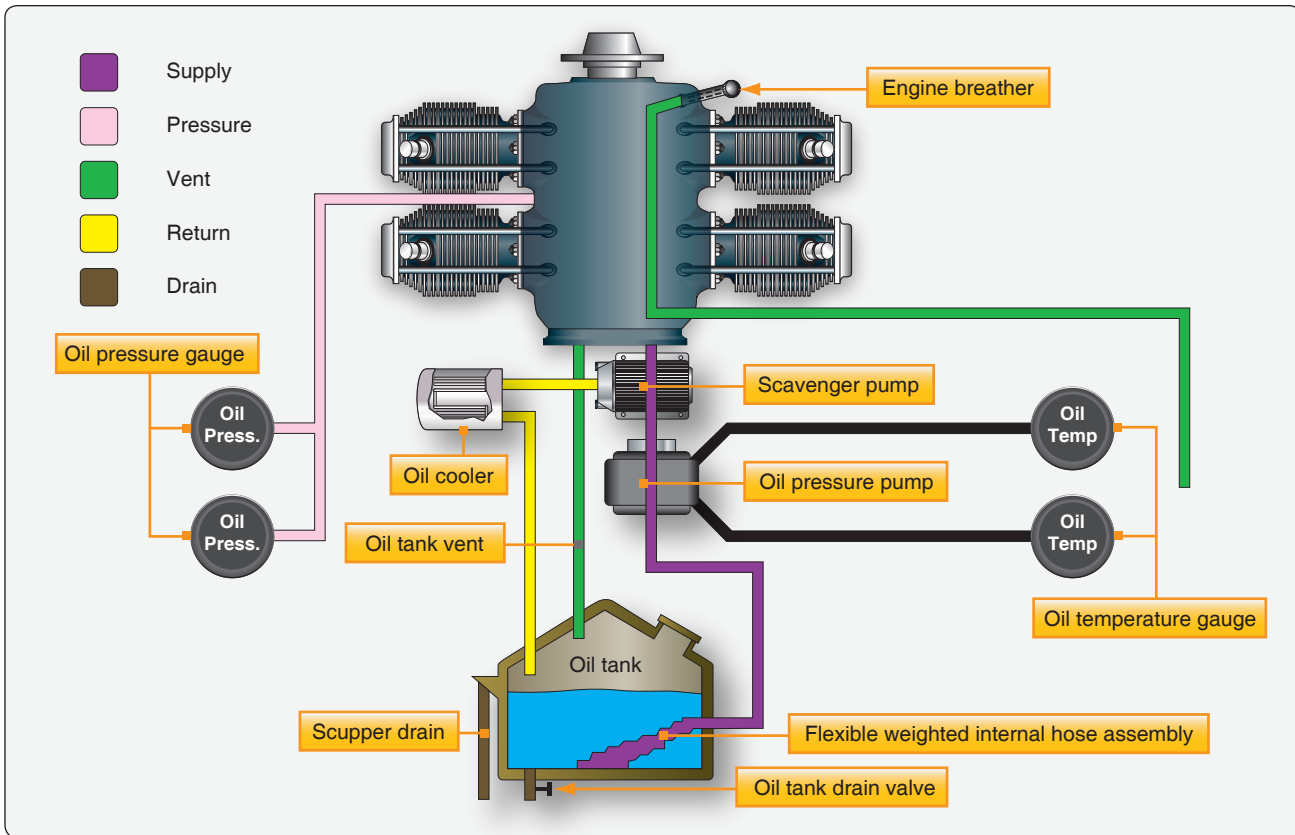 Supply
Pressure
Vent
Return
Drain
Engine breather
Oil pressure gauge
Oil
Press.
Oil
Press.
Scavenger pump
Oil cooler
Oil pressure pump
Oil
Temp
Oil
Temp
Oil tank vent
Oil temperature gauge
Oil tank
Scupper drain
Flexible weighted internal hose assembly
Oil tank drain valve